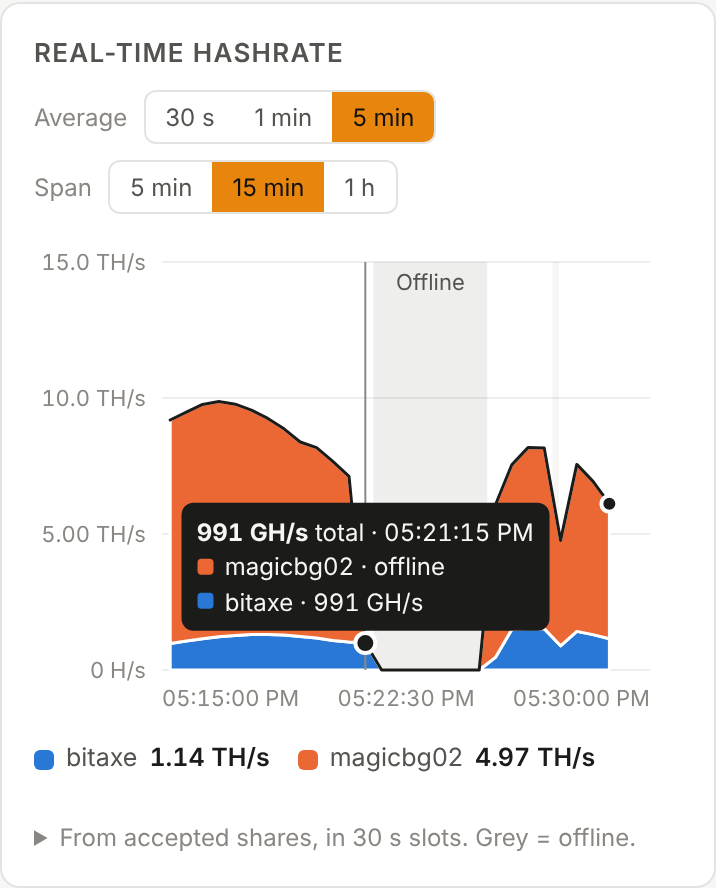 REAL-TIME HASHRATE
Average 30 s 1 min 5 min
Span 5 min 15 min 1 h
15.0 TH/s
Offline
10.0 TH/s
5.00 TH/s
991 GH/s total · 05:21:15 PM
magicbg02 · offline
bitaxe · 991 GH/s
0 H/s
05:15:00 PM 05:22:30 PM 05:30:00 PM
bitaxe 1.14 TH/s magicbg02 4.97 TH/s
From accepted shares, in 30 s slots. Grey = offline.